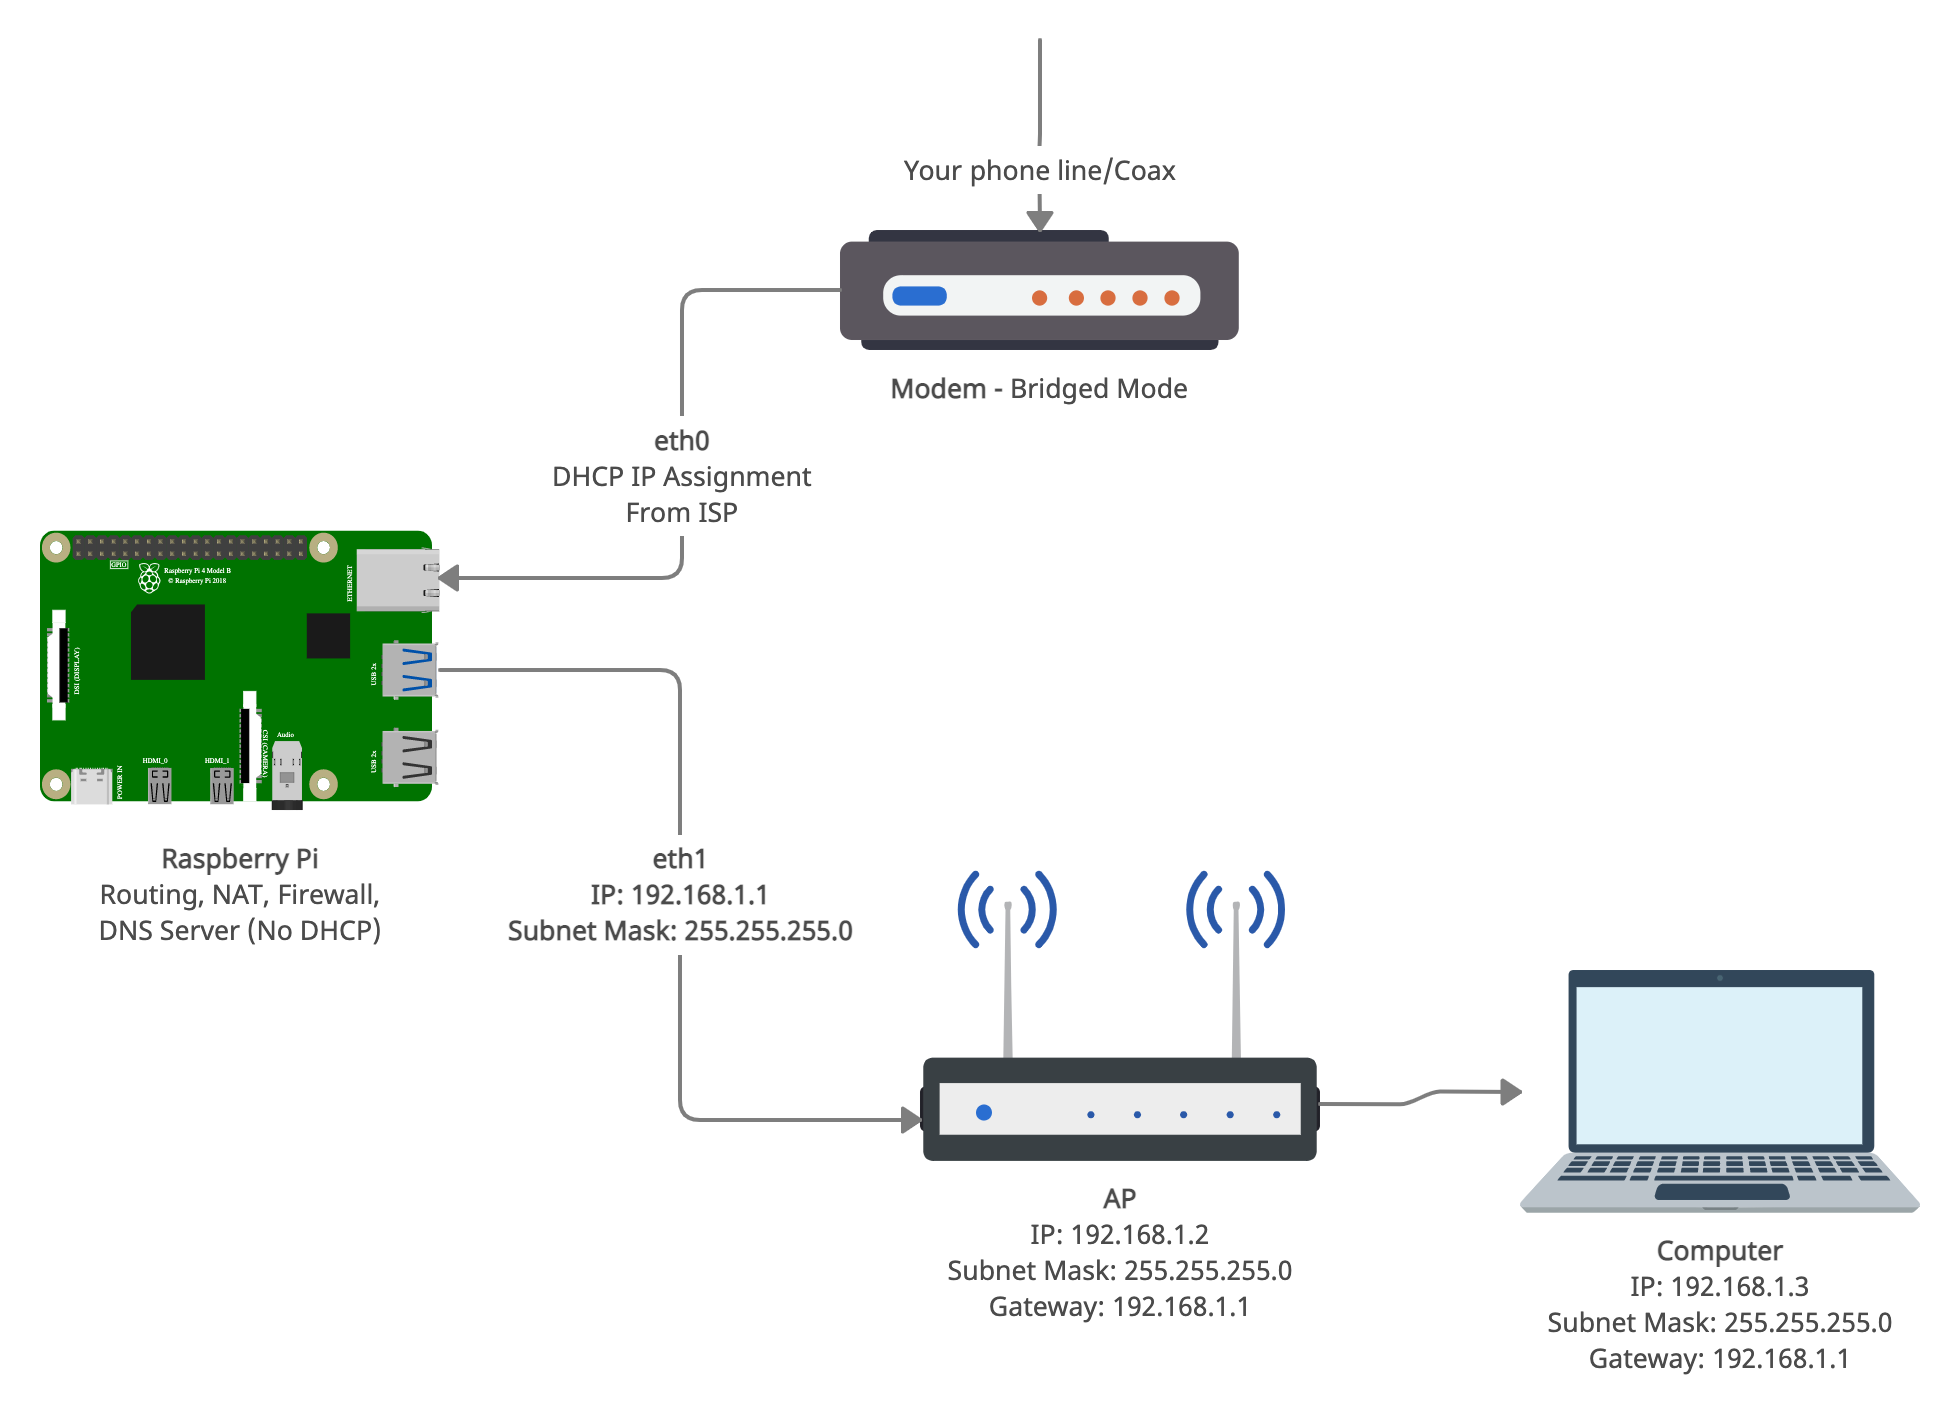 Your phone line/Coax
Modem - Bridged Mode
eth0
DHCP IP Assignment
From ISP
GPIO
Raspberry Pi 4 Model B
© Raspberry Pi 2018
ETHERNET
DSI (DISPLAY)
USB 2x
USB 2x
CSI (CAMERA)
Audio
POWER IN
HDMI_0
HDMI_1
Raspberry Pi
Routing, NAT, Firewall,
DNS Server (No DHCP)
eth1
IP: 192.168.1.1
Subnet Mask: 255.255.255.0
AP
IP: 192.168.1.2
Subnet Mask: 255.255.255.0
Gateway: 192.168.1.1
Computer
IP: 192.168.1.3
Subnet Mask: 255.255.255.0
Gateway: 192.168.1.1